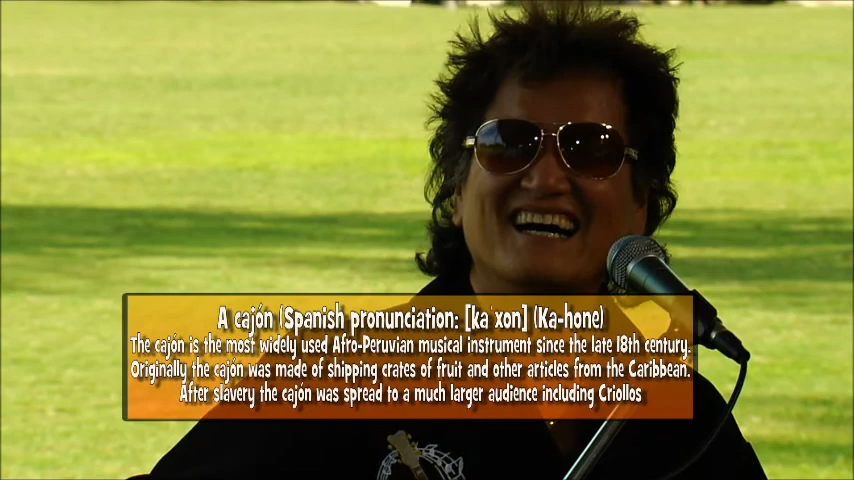 A cajón (Spanish pronunciation: [kaˈxon] (Ka-hone)
The cajón is the most widely used Afro-Peruvian musical instrument since the late 18th century.
Originally the cajón was made of shipping crates of fruit and other articles from the Caribbean.
After slavery the cajón was spread to a much larger audience including Criollos